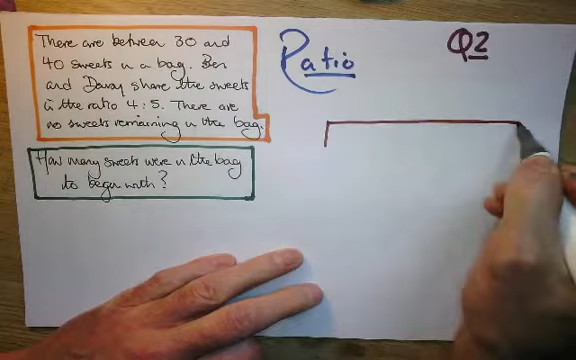 There are between 30 and
40 sweets in a bag. Ben
and Davy share the sweets
in the ratio 4:5. There are
no sweets remaining in the bag.
How many sweets were in the bag
to begin with?
Ratio
Q2